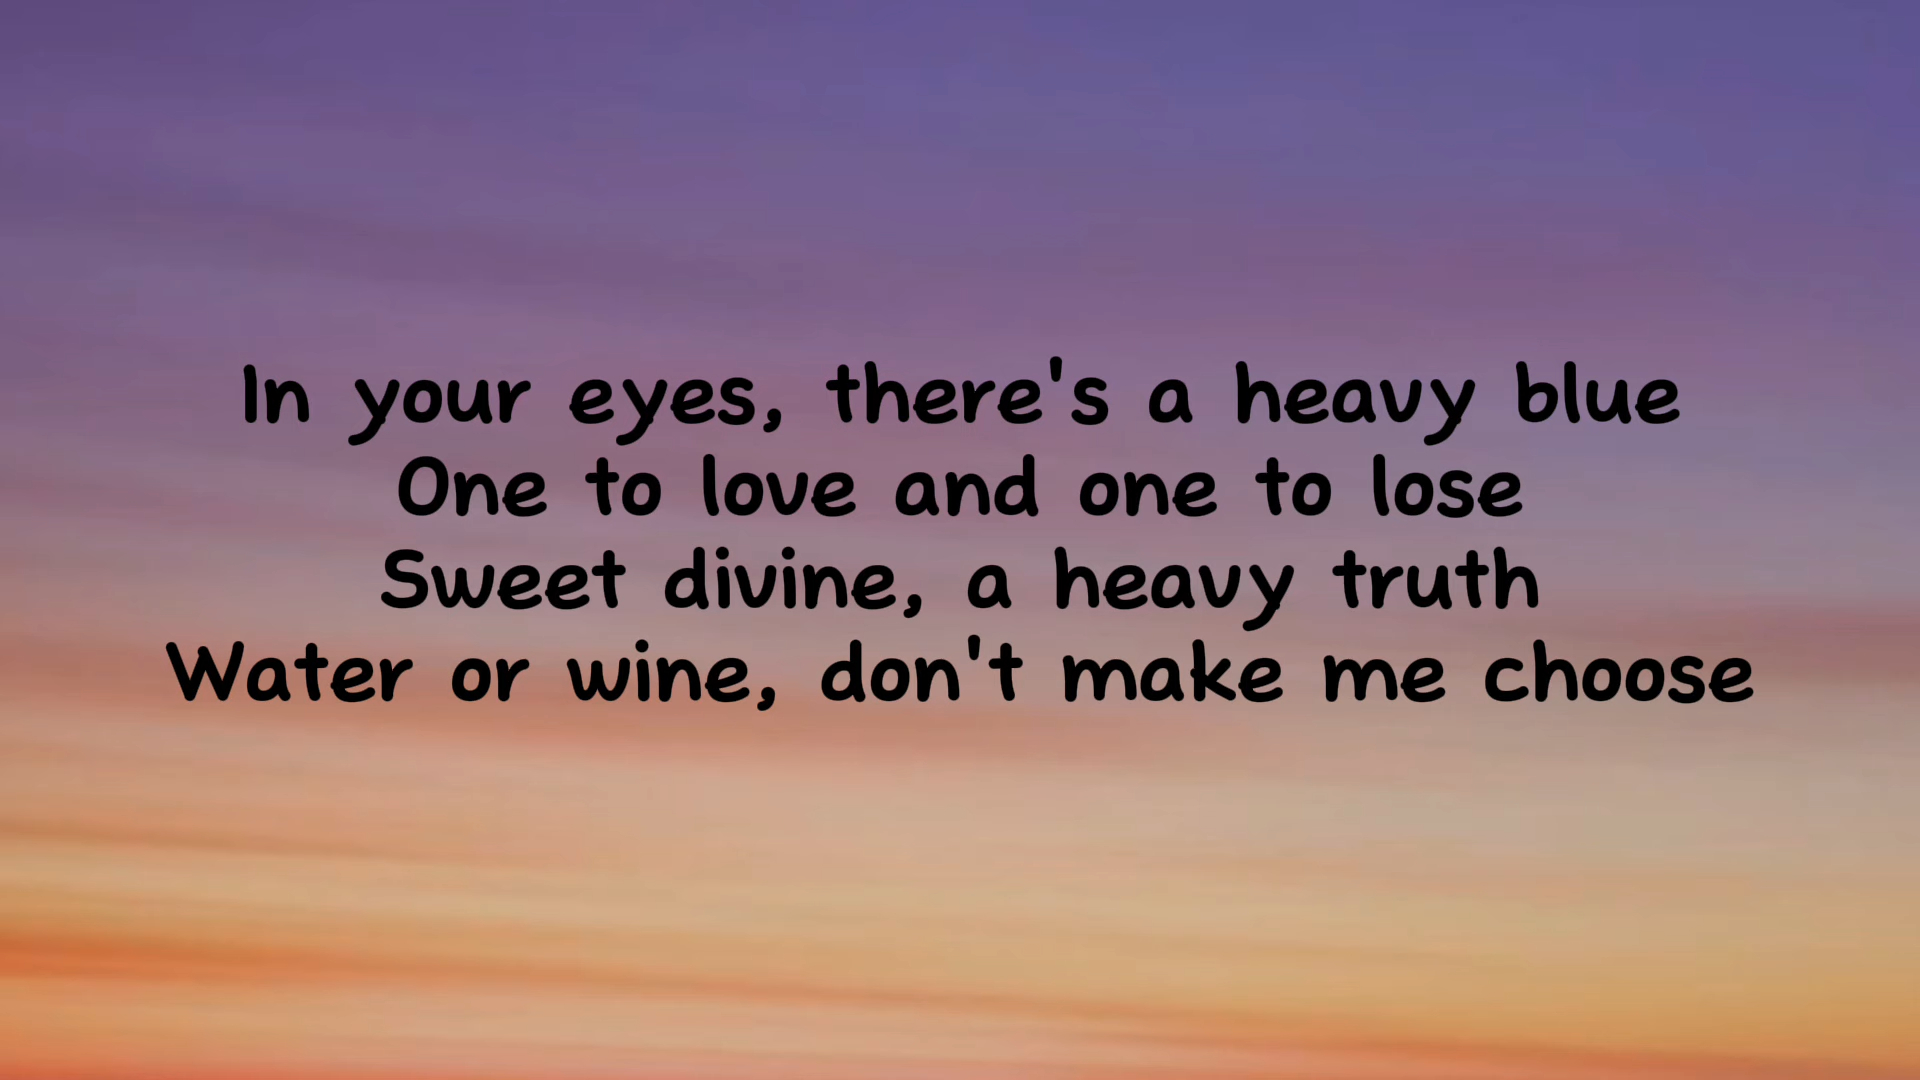 In your eyes, there's a heavy blue
One to love and one to lose
Sweet divine, a heavy truth
Water or wine, don't make me choose